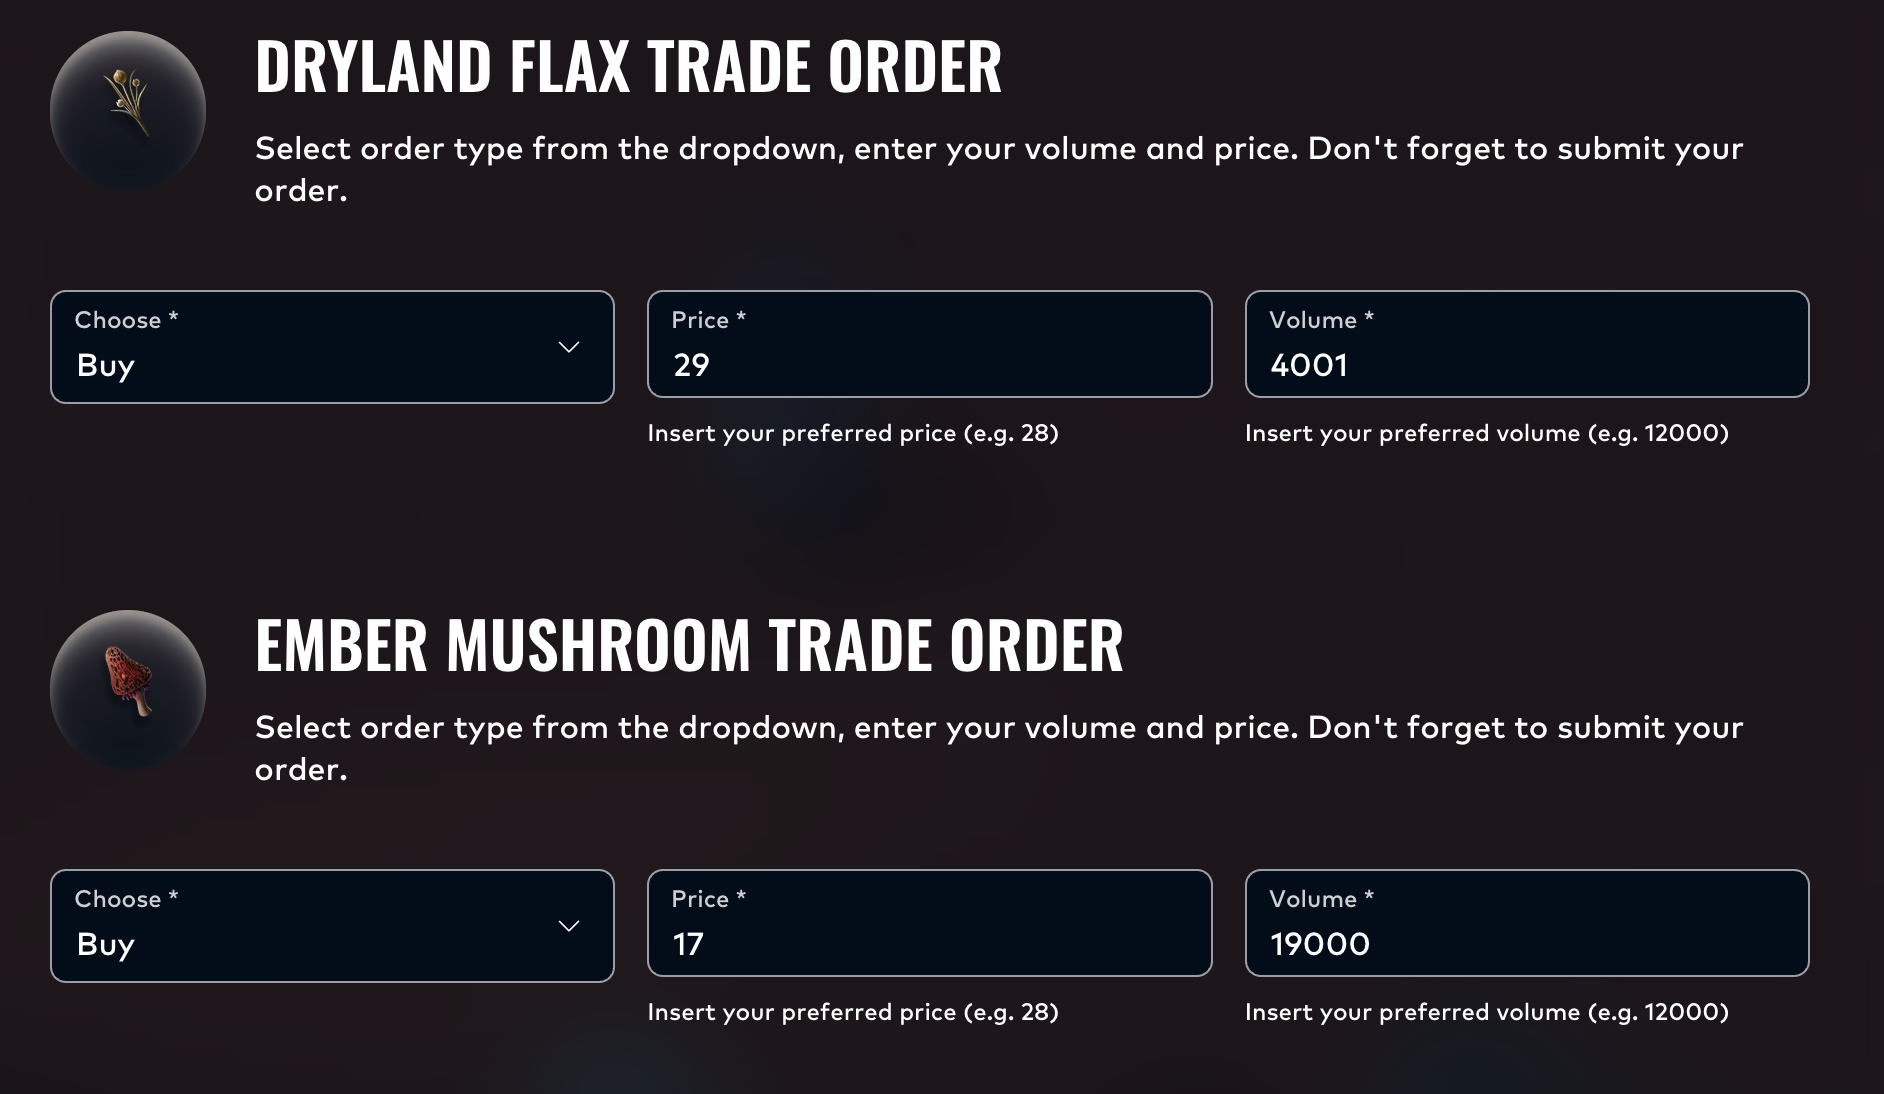 DRYLAND FLAX TRADE ORDER
Select order type from the dropdown, enter your volume and price. Don't forget to submit your
order.
Choose *
Buy
Price *
29
Insert your preferred price (e.g. 28)
Volume *
4001
Insert your preferred volume (e.g. 12000)
EMBER MUSHROOM TRADE ORDER
Select order type from the dropdown, enter your volume and price. Don't forget to submit your
order.
Choose *
Buy
Price *
17
Insert your preferred price (e.g. 28)
Volume *
19000
Insert your preferred volume (e.g. 12000)